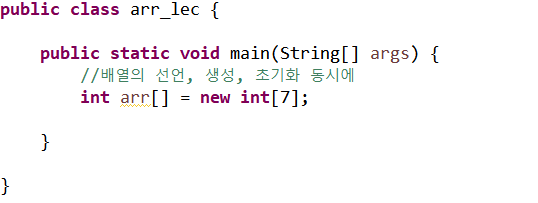 public class arr_lec {
public static void main(String[] args) {
//배열의 선언, 생성, 초기화 동시에
int arr[] = new int[7];
}
}